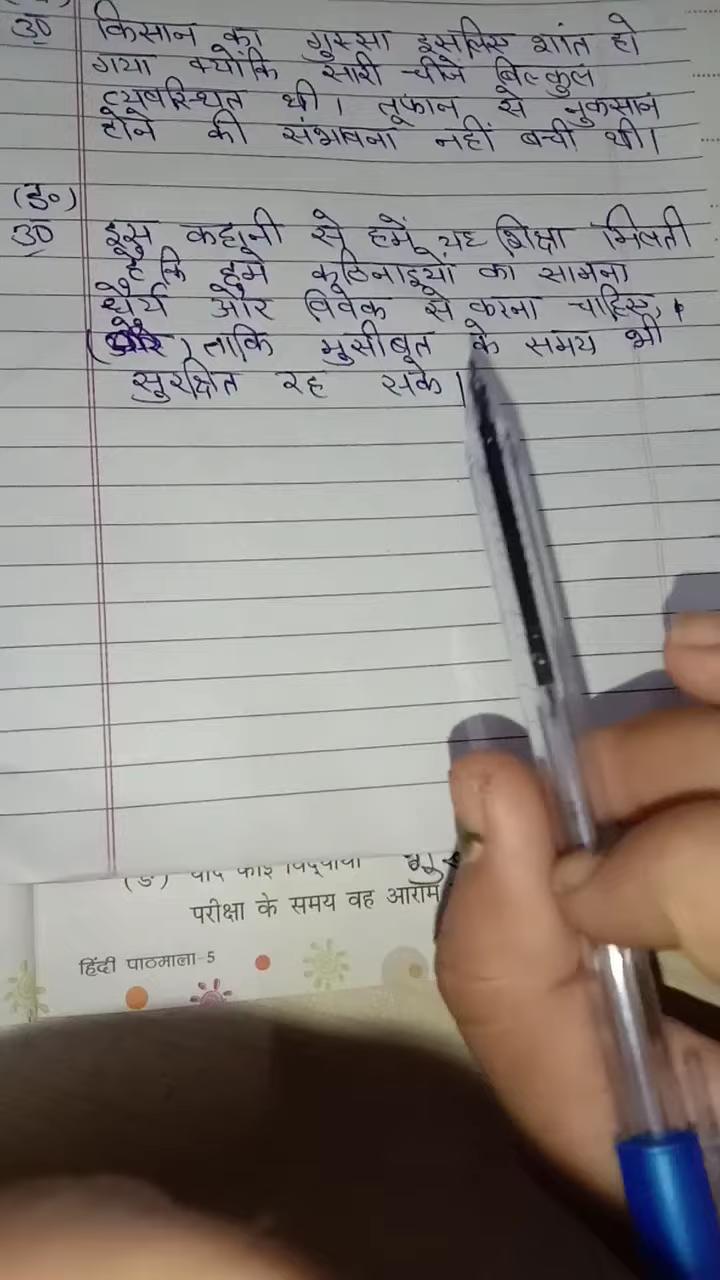 उ० किसान का गुस्सा इसलिए शांत हो
गया क्योंकि सारी चीजें बिल्कुल
व्यवस्थित थी। तूफान से नुकसान
होने की संभावना नहीं बची थी।
(ड०)
उ० इस कहानी से हमें यह शिक्षा मिलती
है कि हमे कठिनाइयों का सामना
धैर्य और विवेक से करना चाहिए,
ताकि मुसीबत के समय भी
सुरक्षित रह सके।
(ङ)
परीक्षा के समय वह आराम
हिंदी पाठमाला-5